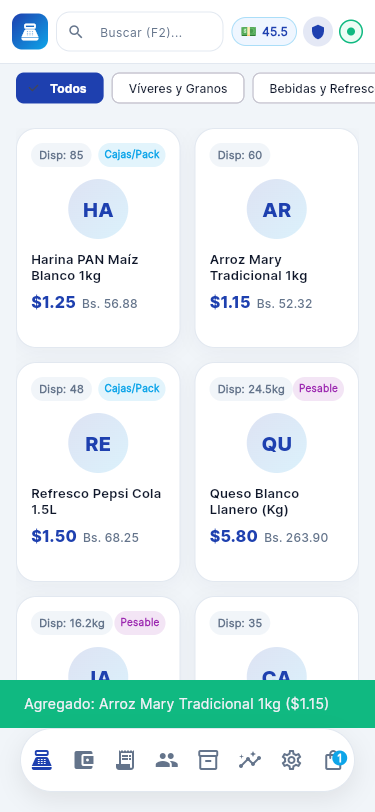 Buscar (F2)...
45.5
Todos
Víveres y Granos
Bebidas y Refresc
Disp: 85
Cajas/Pack
HA
Harina PAN Maíz
Blanco 1kg
$1.25 Bs. 56.88
Disp: 60
AR
Arroz Mary
Tradicional 1kg
$1.15 Bs. 52.32
Disp: 48
Cajas/Pack
RE
Refresco Pepsi Cola
1.5L
$1.50 Bs. 68.25
Disp: 24.5kg
Pesable
QU
Queso Blanco
Llanero (Kg)
$5.80 Bs. 263.90
Disp: 16.2kg
Pesable
Disp: 35
CA
Agregado: Arroz Mary Tradicional 1kg ($1.15)
1